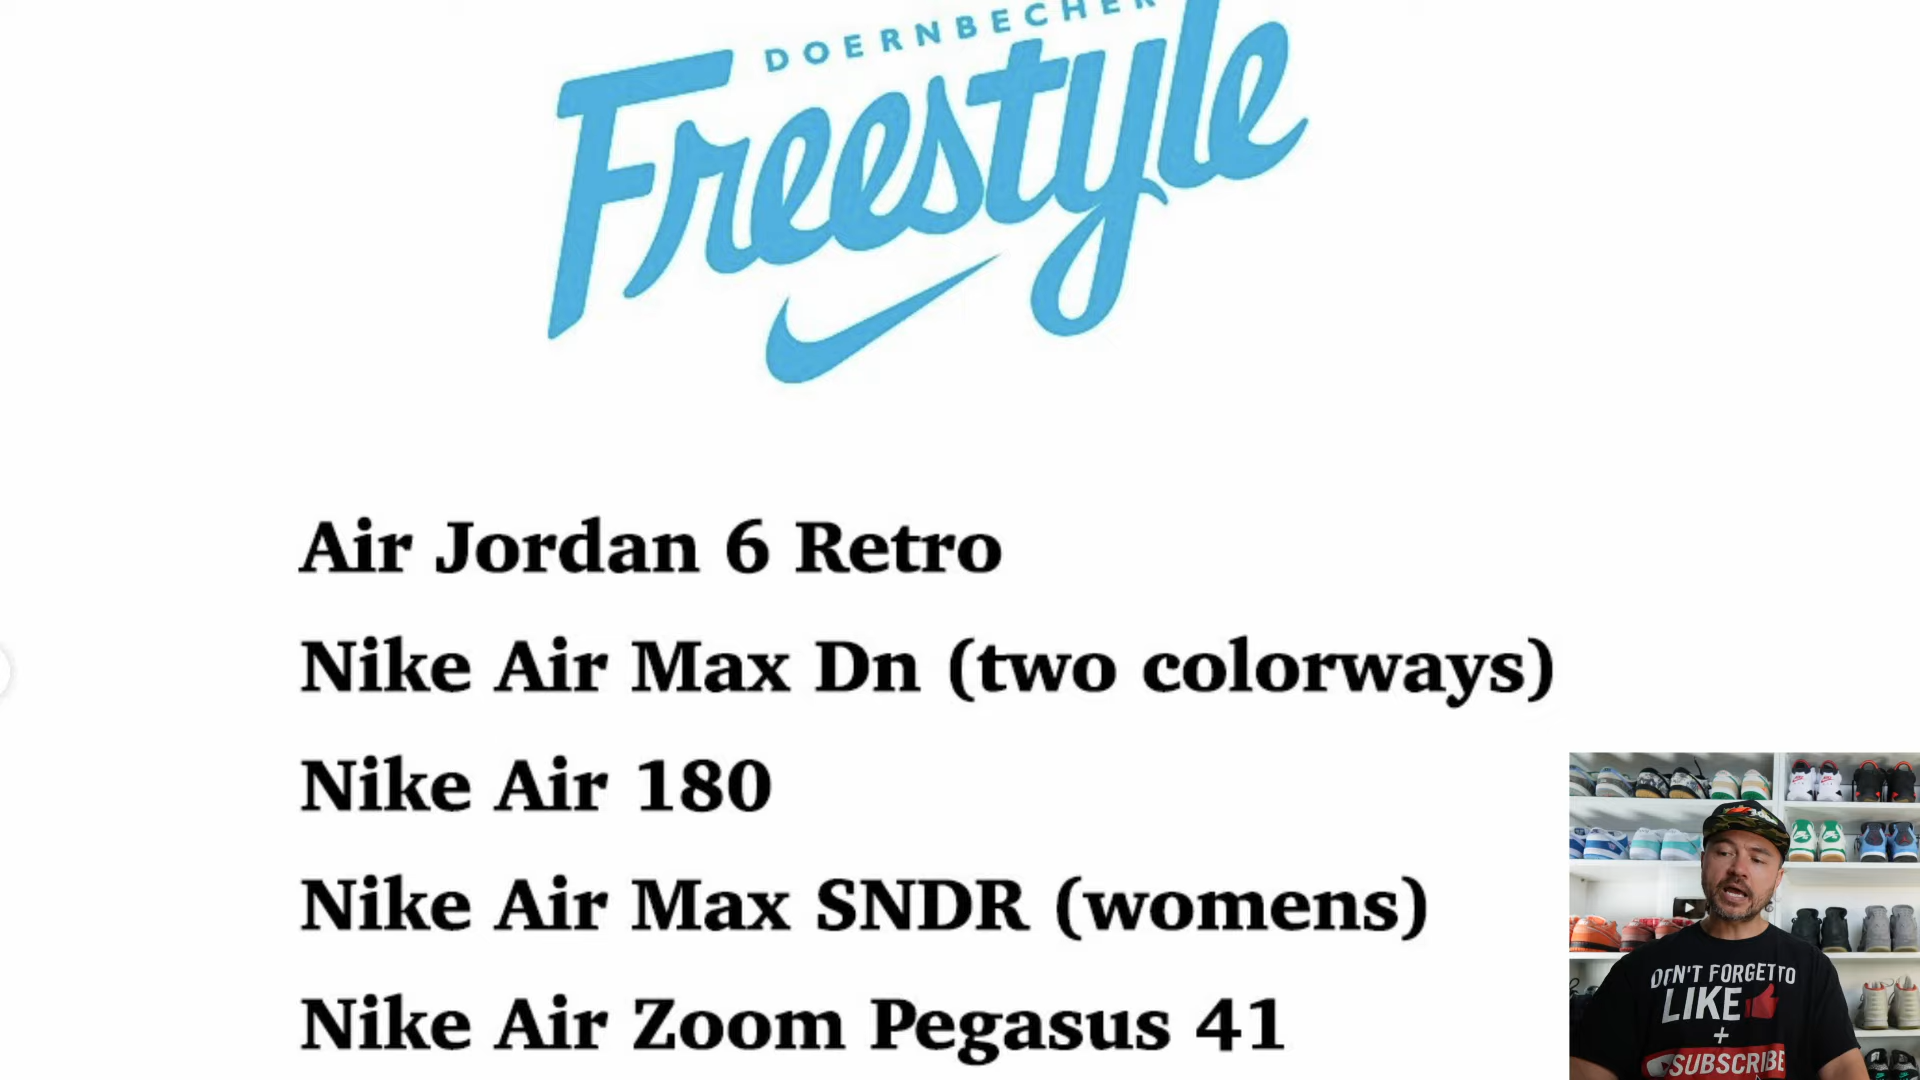 DOERNBECHER
Freestyle
Air Jordan 6 Retro
Nike Air Max Dn (two colorways)
Nike Air 180
Nike Air Max SNDR (womens)
Nike Air Zoom Pegasus 41
DON'T FORGET TO
LIKE
+
SUBSCRIBE